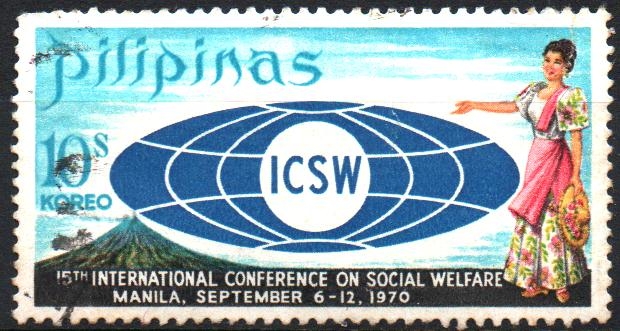 pilipinas
10s
KOREO
ICSW
15TH INTERNATIONAL CONFERENCE ON SOCIAL WELFARE
MANILA, SEPTEMBER 6-12, 1970